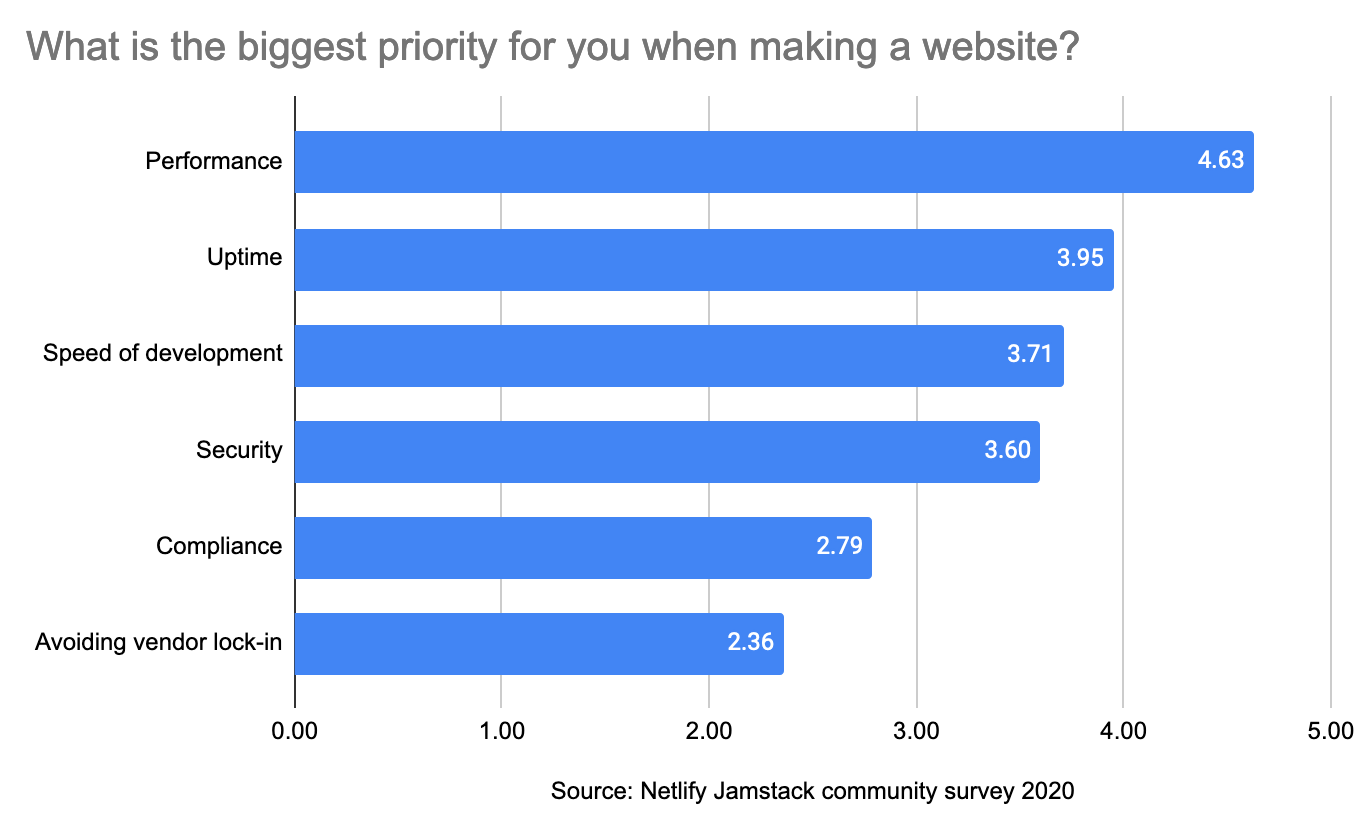 What is the biggest priority for you when making a website?
Performance 4.63
Uptime 3.95
Speed of development 3.71
Security 3.60
Compliance 2.79
Avoiding vendor lock-in 2.36
0.00 1.00 2.00 3.00 4.00 5.00
Source: Netlify Jamstack community survey 2020